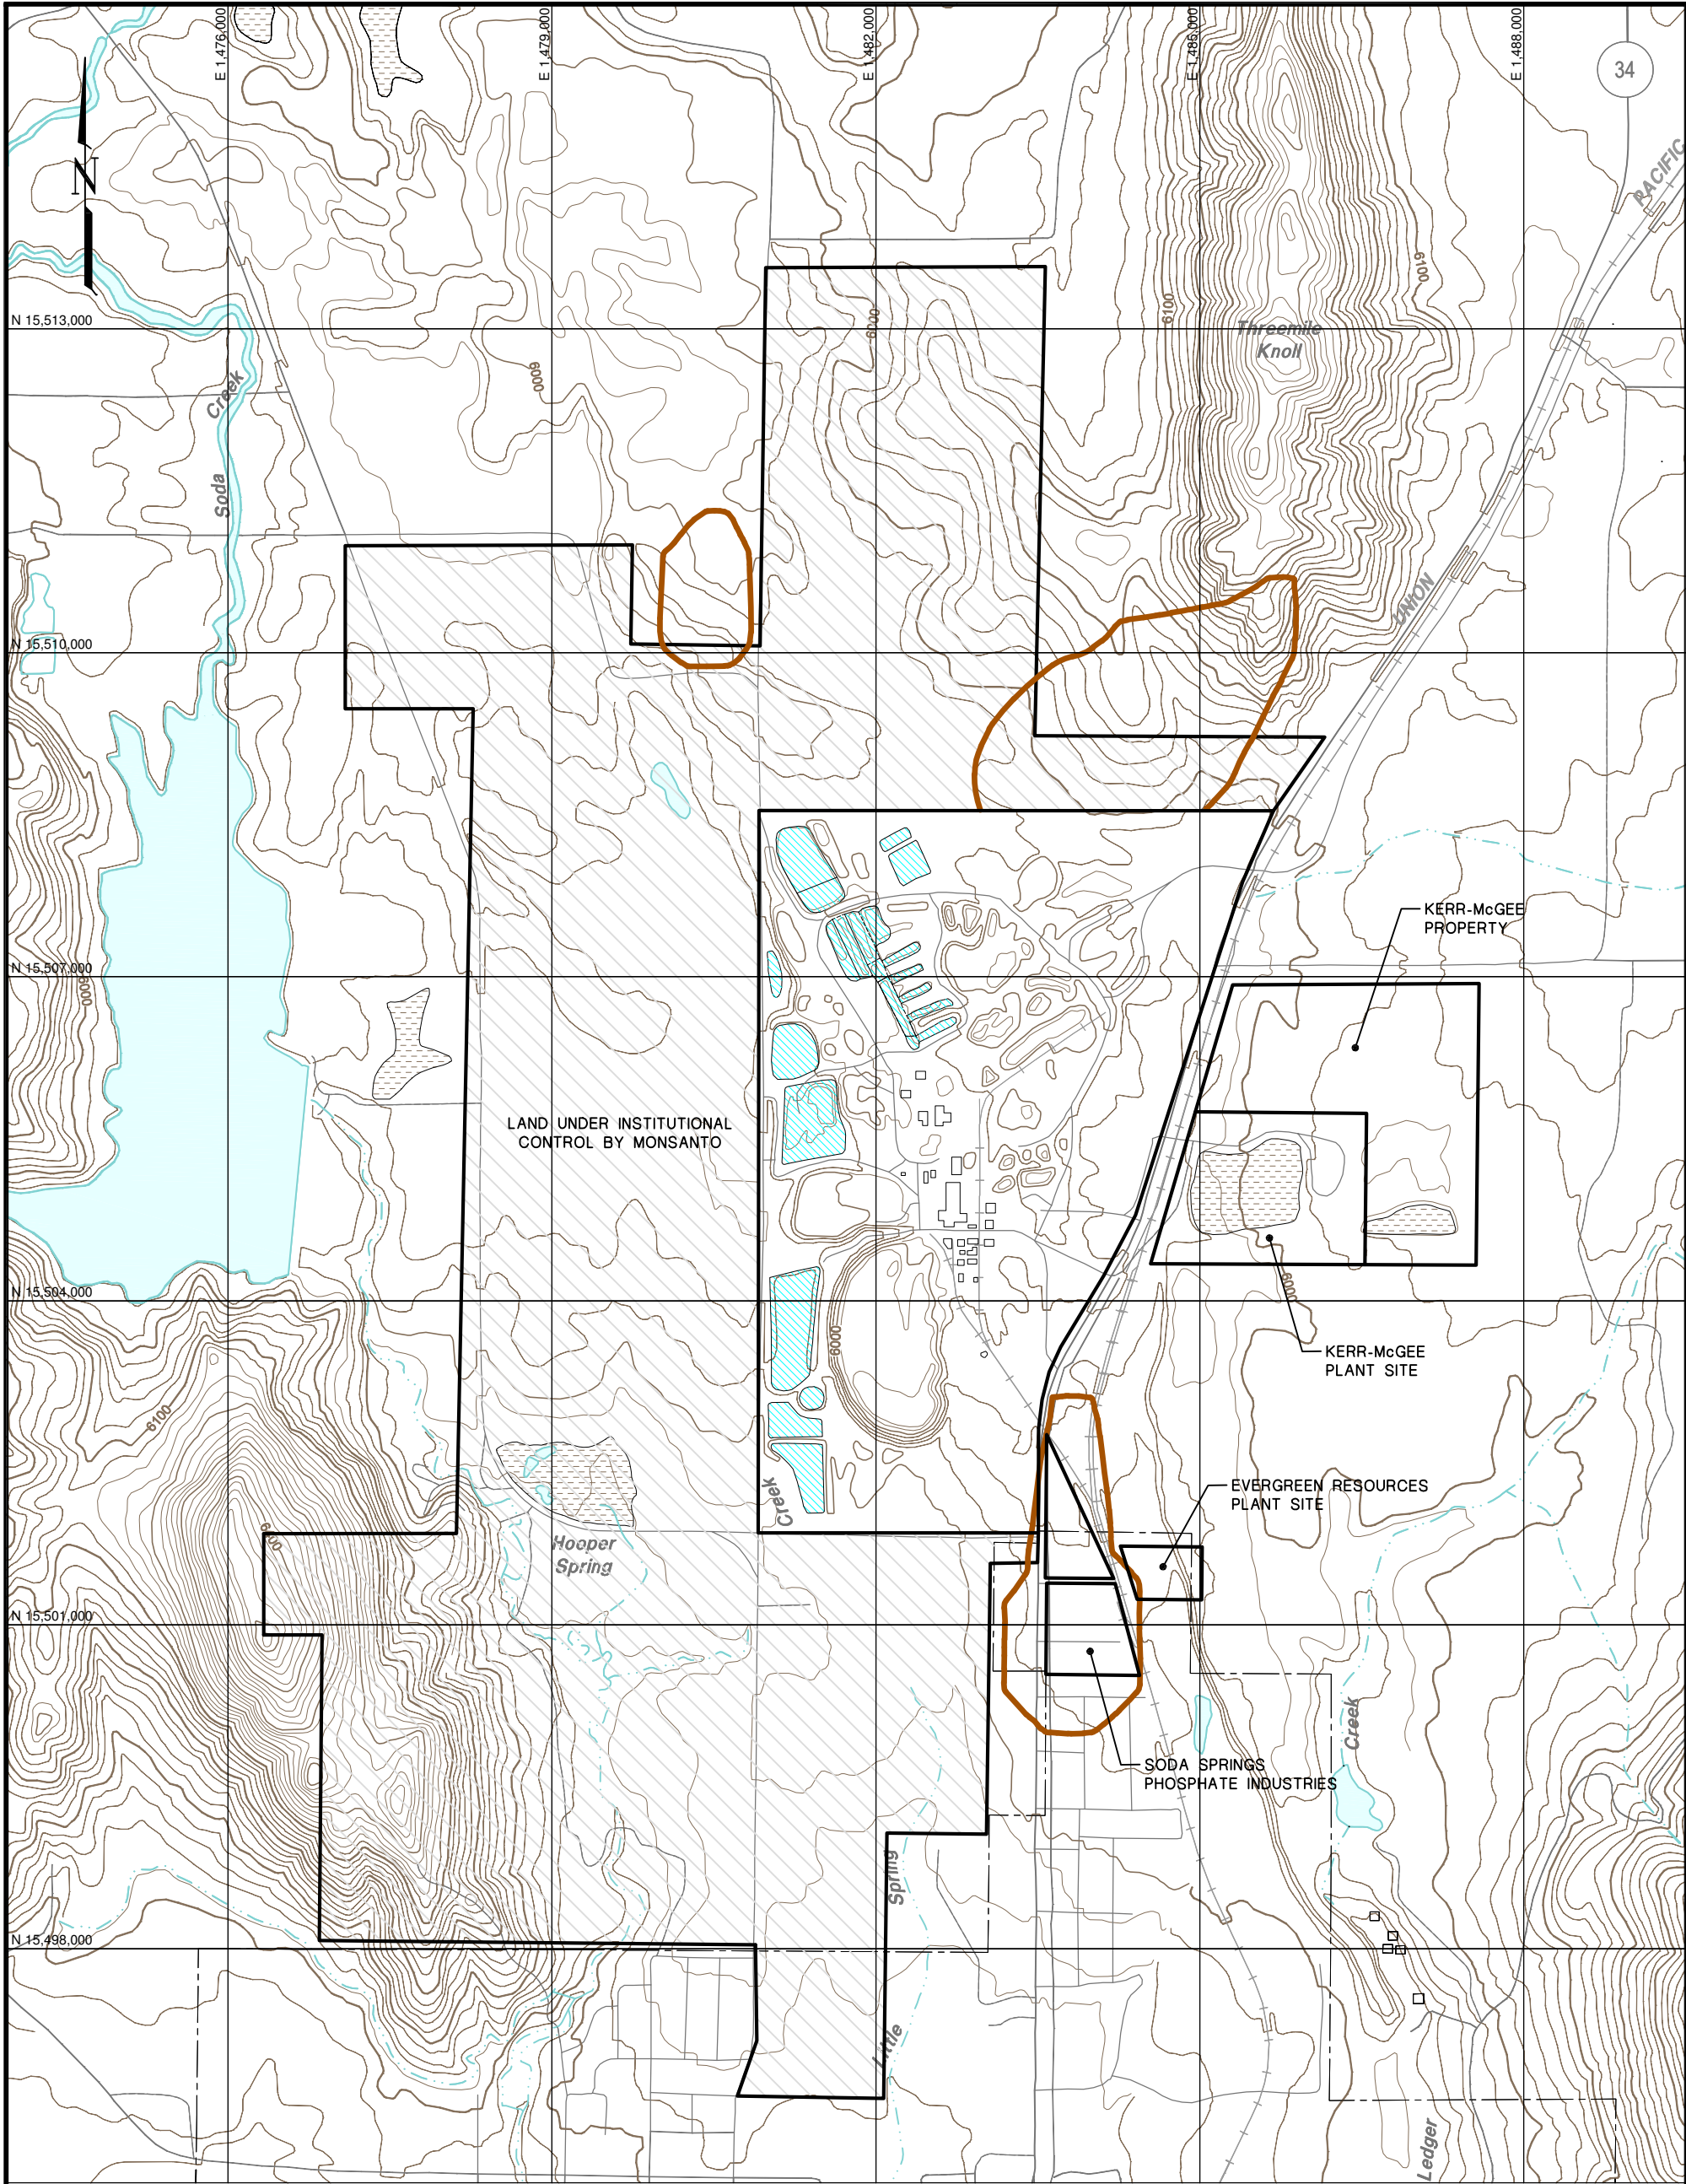 E 1,476,000
E 1,479,000
E 1,482,000
E 1,485,000
E 1,488,000
34
PACIFIC
N
N 15,513,000
6000
6100
6100
Threemile
Knoll
6000
Creek
Soda
UNION
N 15,510,000
KERR-McGEE
PROPERTY
N 15,507,000
6000
LAND UNDER INSTITUTIONAL
CONTROL BY MONSANTO
N 15,504,000
6000
6000
KERR-McGEE
PLANT SITE
6100
EVERGREEN RESOURCES
PLANT SITE
Creek
6200
Hooper
Spring
N 15,501,000
Creek
SODA SPRINGS
PHOSPHATE INDUSTRIES
Spring
N 15,498,000
Little
Ledger